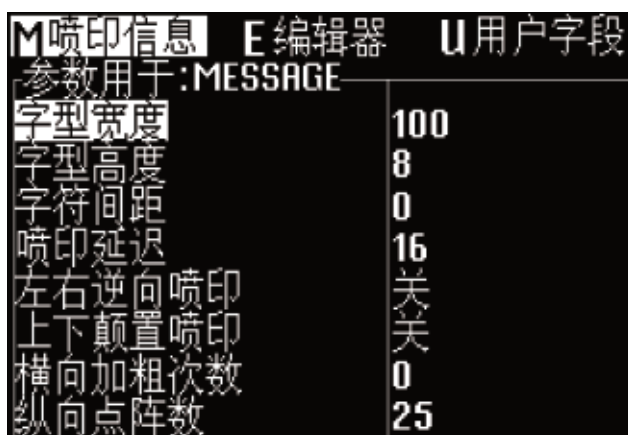 M喷印信息 E编辑器 U用户字段
参数用于:MESSAGE
字型宽度 100
字型高度 8
字符间距 0
喷印延迟 16
左右逆向喷印 关
上下颠置喷印 关
横向加粗次数 0
纵向点阵数 25